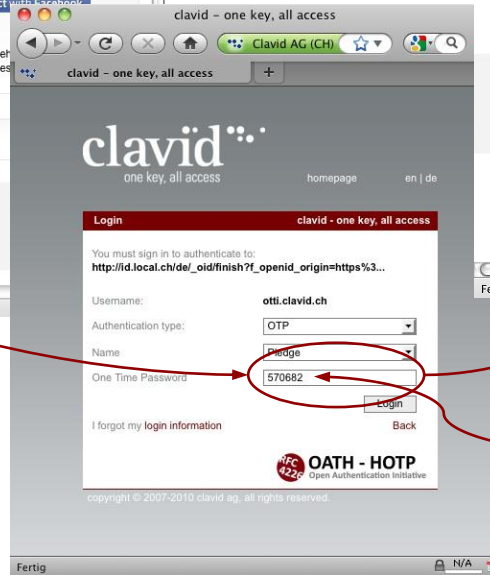 ct with Facebook
clavid – one key, all access
Clavid AG (CH)
clavid – one key, all access
clavid
one key, all access
homepage en | de
Login clavid - one key, all access
You must sign in to authenticate to:
http://id.local.ch/de/_oid/finish?f_openid_origin=https%3...
Username: otti.clavid.ch
Authentication type: OTP
Name Pledge
One Time Password 570682
Login
I forgot my login information Back
RFC 4226 OATH - HOTP
Open Authentication Initiative
copyright © 2007-2010 clavid ag, all rights reserved.
Fertig N/A